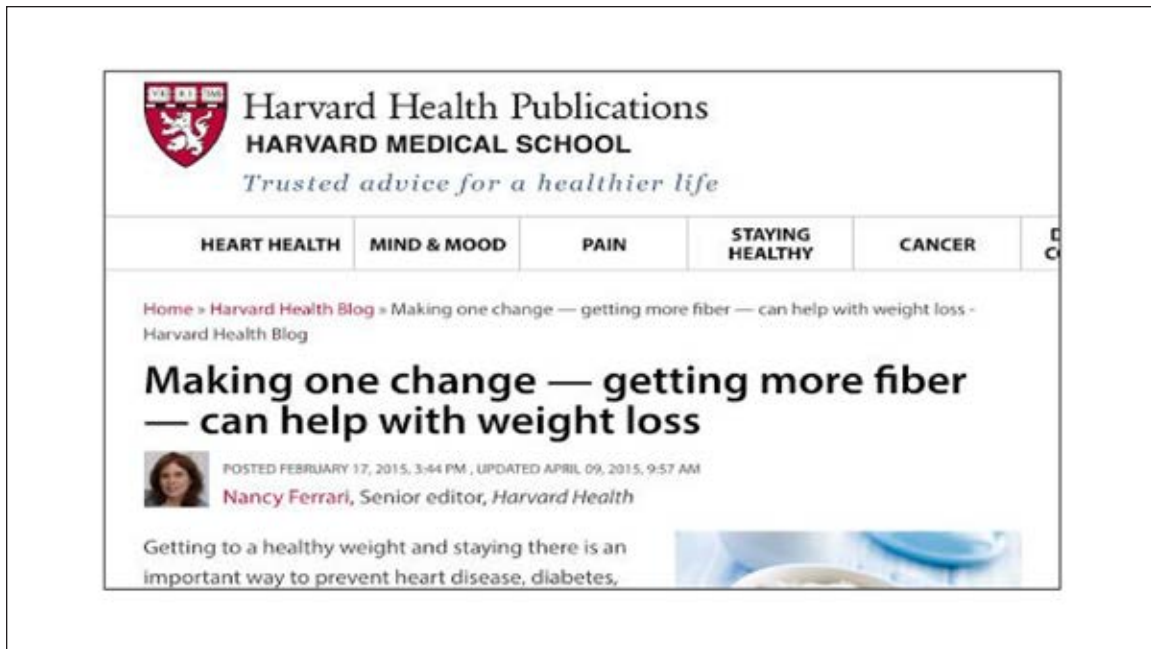 Harvard Health Publications
HARVARD MEDICAL SCHOOL
Trusted advice for a healthier life
HEART HEALTH MIND & MOOD PAIN STAYING HEALTHY CANCER
Home » Harvard Health Blog » Making one change — getting more fiber — can help with weight loss -
Harvard Health Blog
Making one change — getting more fiber
— can help with weight loss
POSTED FEBRUARY 17, 2015, 3:44 PM , UPDATED APRIL 09, 2015, 9:57 AM
Nancy Ferrari, Senior editor, Harvard Health
Getting to a healthy weight and staying there is an
important way to prevent heart disease, diabetes,